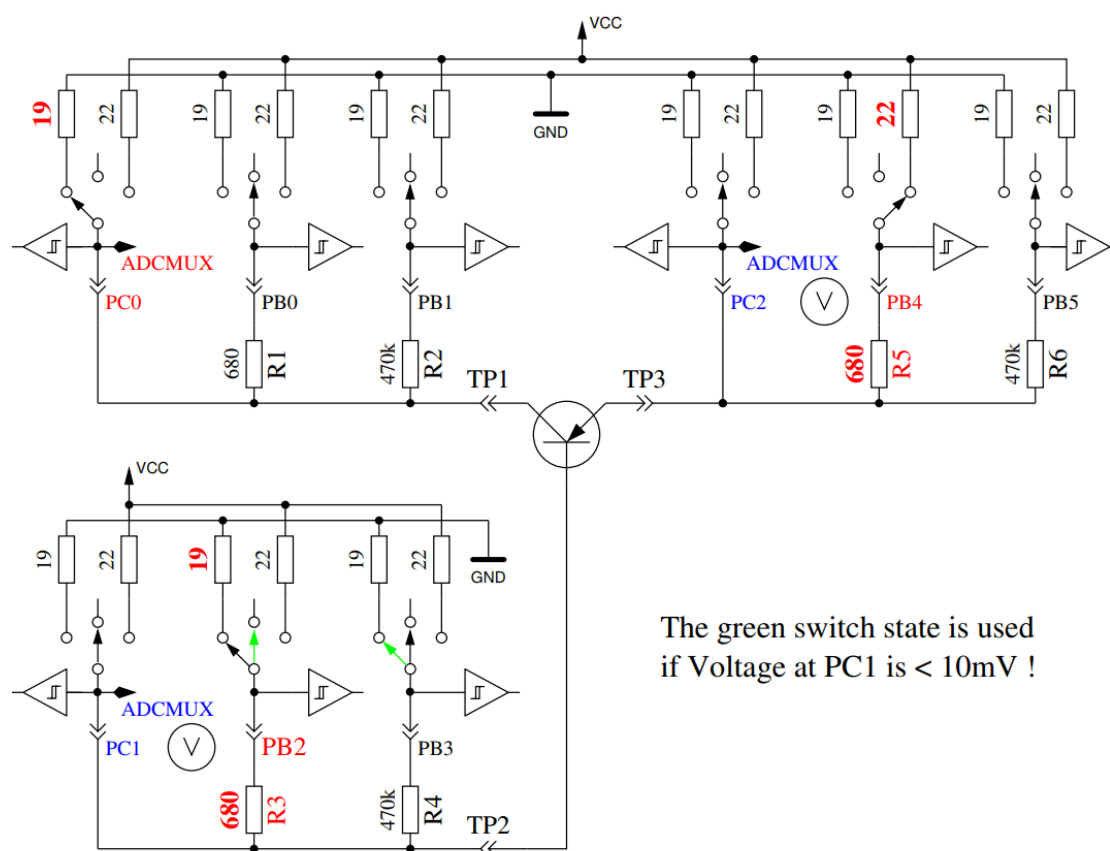 VCC
19
22
19
22
19
22
GND
19
22
19
22
19
22
ADCMUX
ADCMUX
PC0
PB0
PB1
PC2
V
PB4
PB5
680
R1
470k
R2
680
R5
470k
R6
TP1
TP3
VCC
19
22
19
22
19
22
GND
The green switch state is used
if Voltage at PC1 is < 10mV !
ADCMUX
PC1
V
PB2
PB3
680
R3
470k
R4
TP2